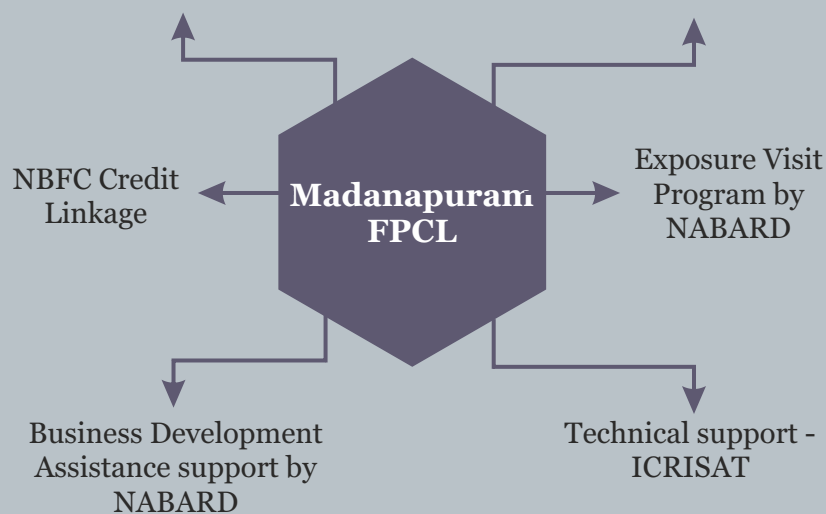 NBFC Credit
Linkage
Madanapuram
FPCL
Exposure Visit
Program by
NABARD
Business Development
Assistance support by
NABARD
Technical support -
ICRISAT